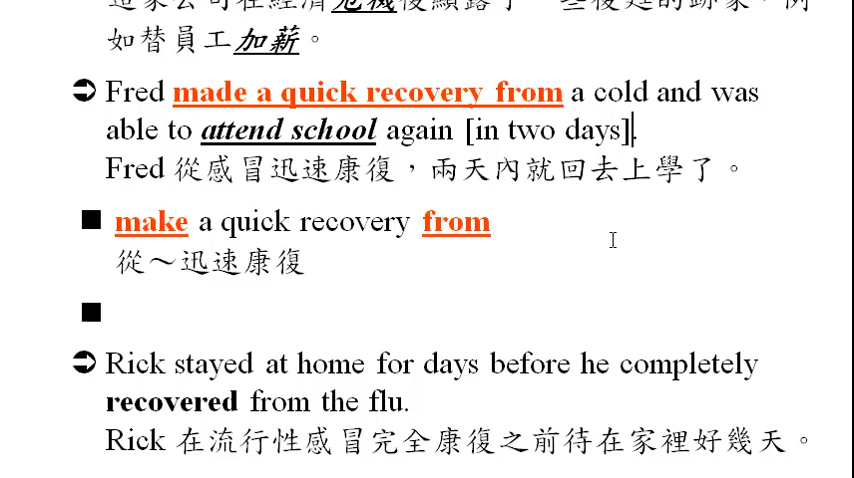 如替員工加薪。
➲ Fred made a quick recovery from a cold and was
able to attend school again [in two days].
Fred 從感冒迅速康復，兩天內就回去上學了。
■ make a quick recovery from
從～迅速康復
■
➲ Rick stayed at home for days before he completely
recovered from the flu.
Rick 在流行性感冒完全康復之前待在家裡好幾天。